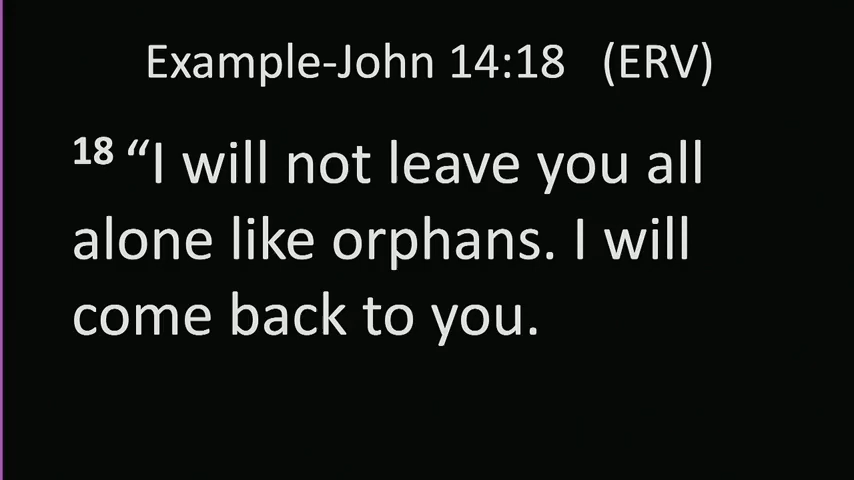 Example-John 14:18 (ERV)
18 “I will not leave you all
alone like orphans. I will
come back to you.